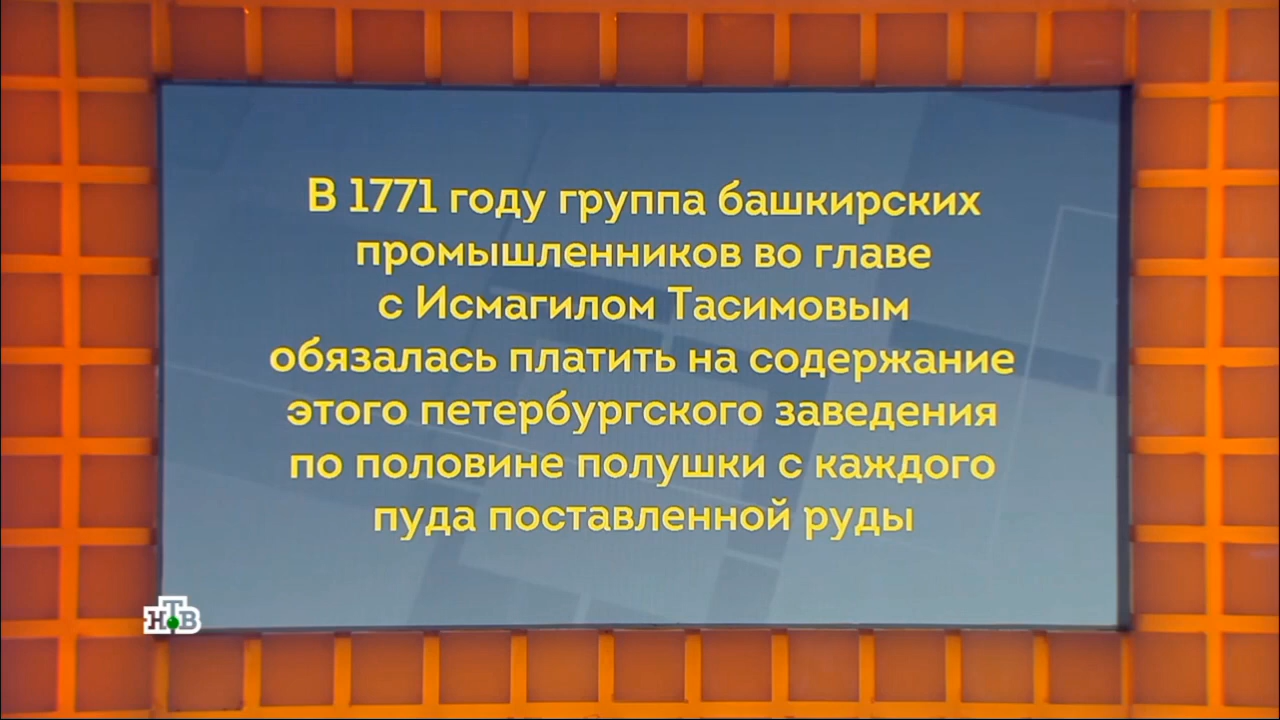 В 1771 году группа башкирских
промышленников во главе
с Исмагилом Тасимовым
обязалась платить на содержание
этого петербургского заведения
по половине полушки с каждого
пуда поставленной руды
НТВ